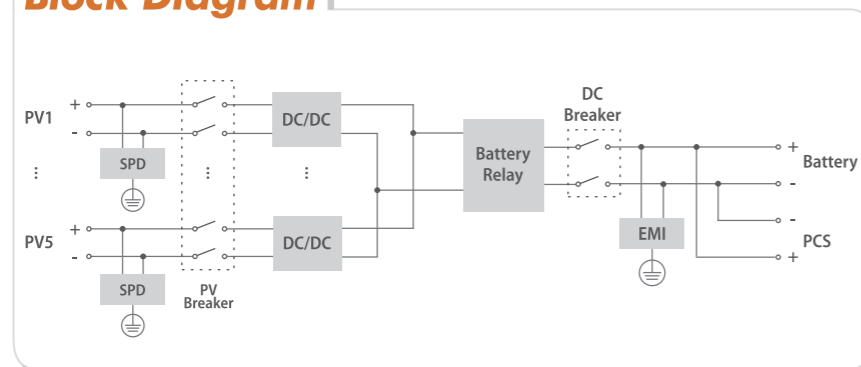 Block Diagram
PV1
+
-
SPD
DC/DC
⋮
⋮
⋮
PV5
+
-
SPD
DC/DC
PV
Breaker
Battery
Relay
DC
Breaker
EMI
+
Battery
-
-
PCS
+